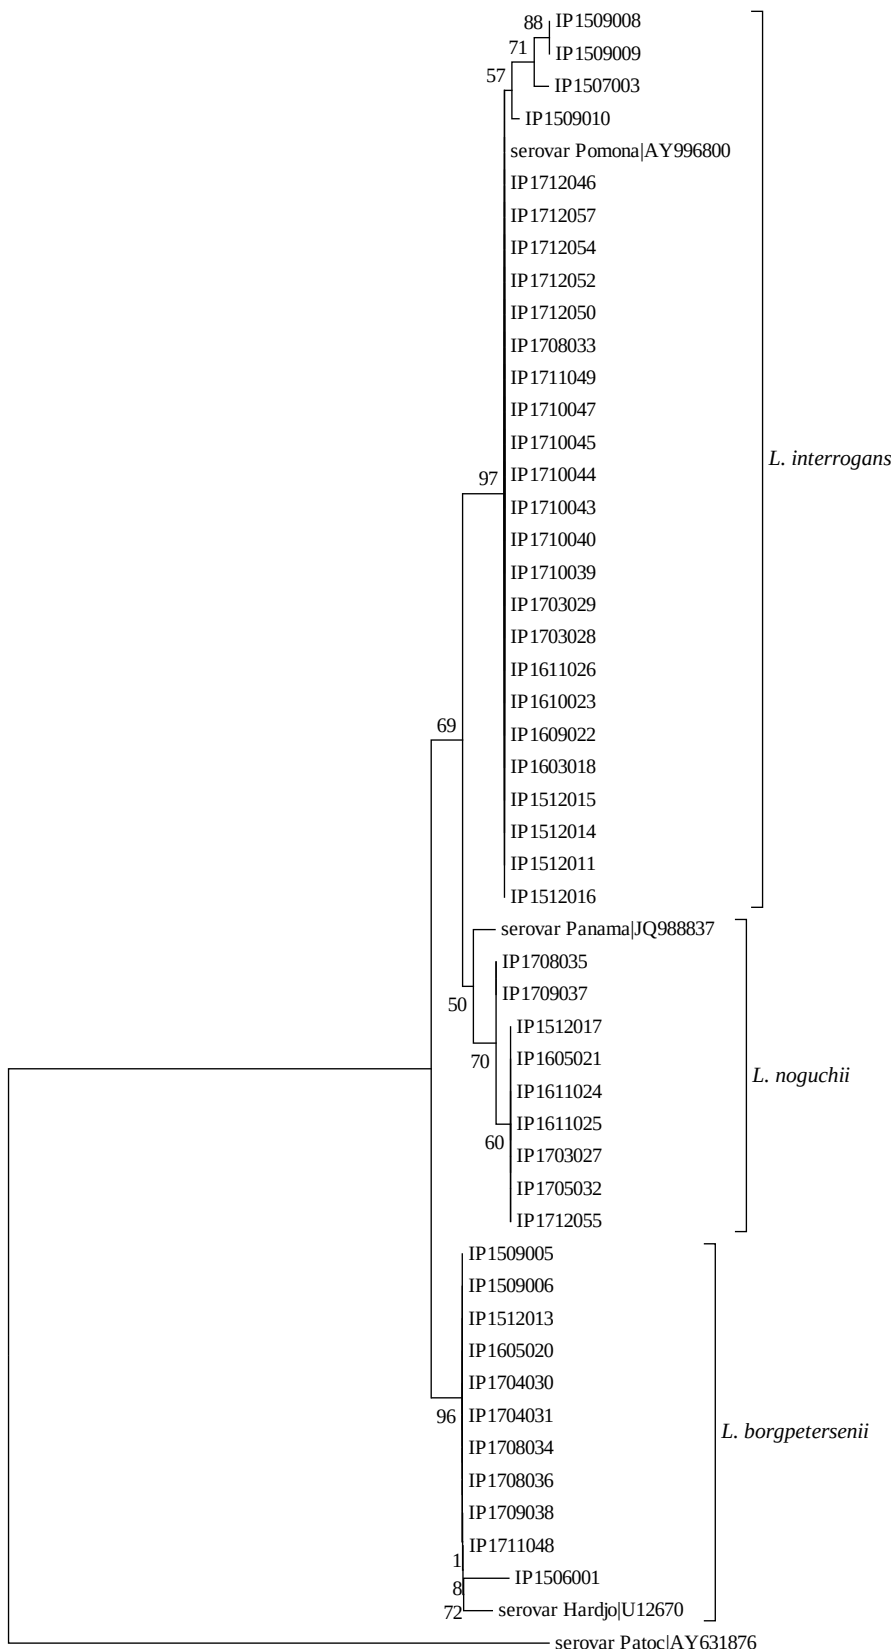 88
IP1509008
71
IP1509009
57
IP1507003
IP1509010
serovar Pomona|AY996800
IP1712046
IP1712057
IP1712054
IP1712052
IP1712050
IP1708033
IP1711049
IP1710047
IP1710045
L. interrogans
97
IP1710044
IP1710043
IP1710040
IP1710039
IP1703029
IP1703028
IP1611026
IP1610023
69
IP1609022
IP1603018
IP1512015
IP1512014
IP1512011
IP1512016
serovar Panama|JQ988837
IP1708035
IP1709037
50
IP1512017
70
IP1605021
L. noguchii
IP1611024
IP1611025
60
IP1703027
IP1705032
IP1712055
IP1509005
IP1509006
IP1512013
IP1605020
IP1704030
96
IP1704031
L. borgpetersenii
IP1708034
IP1708036
IP1709038
IP1711048
1
IP1506001
8
72
serovar Hardjo|U12670
serovar Patoc|AY631876